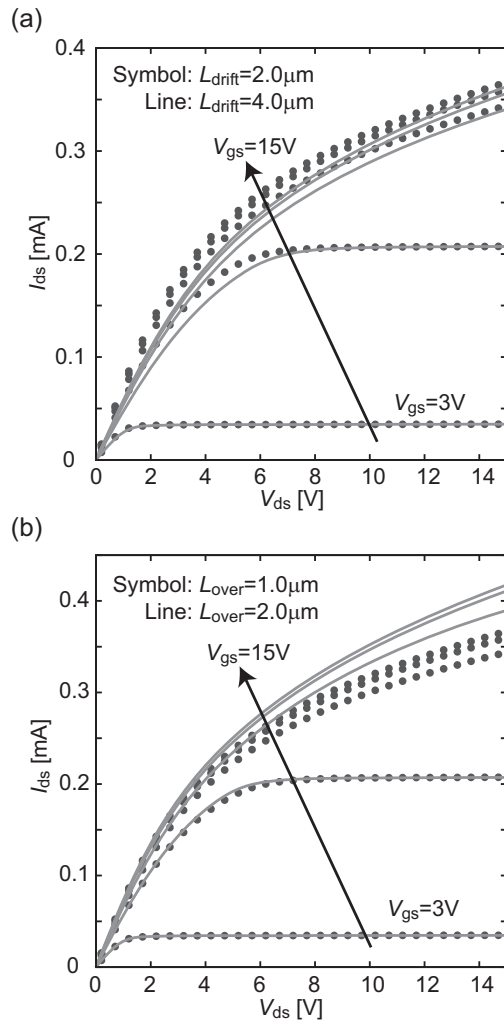 (a)
0.4
Symbol: Ldrift=2.0μm
Line: Ldrift=4.0μm
Vgs=15V
0.3
Ids [mA]
0.2
0.1
Vgs=3V
0
0 2 4 6 8 10 12 14
Vds [V]
(b)
Symbol: Lover=1.0μm
0.4
Line: Lover=2.0μm
Vgs=15V
0.3
Ids [mA]
0.2
0.1
Vgs=3V
0
0 2 4 6 8 10 12 14
Vds [V]